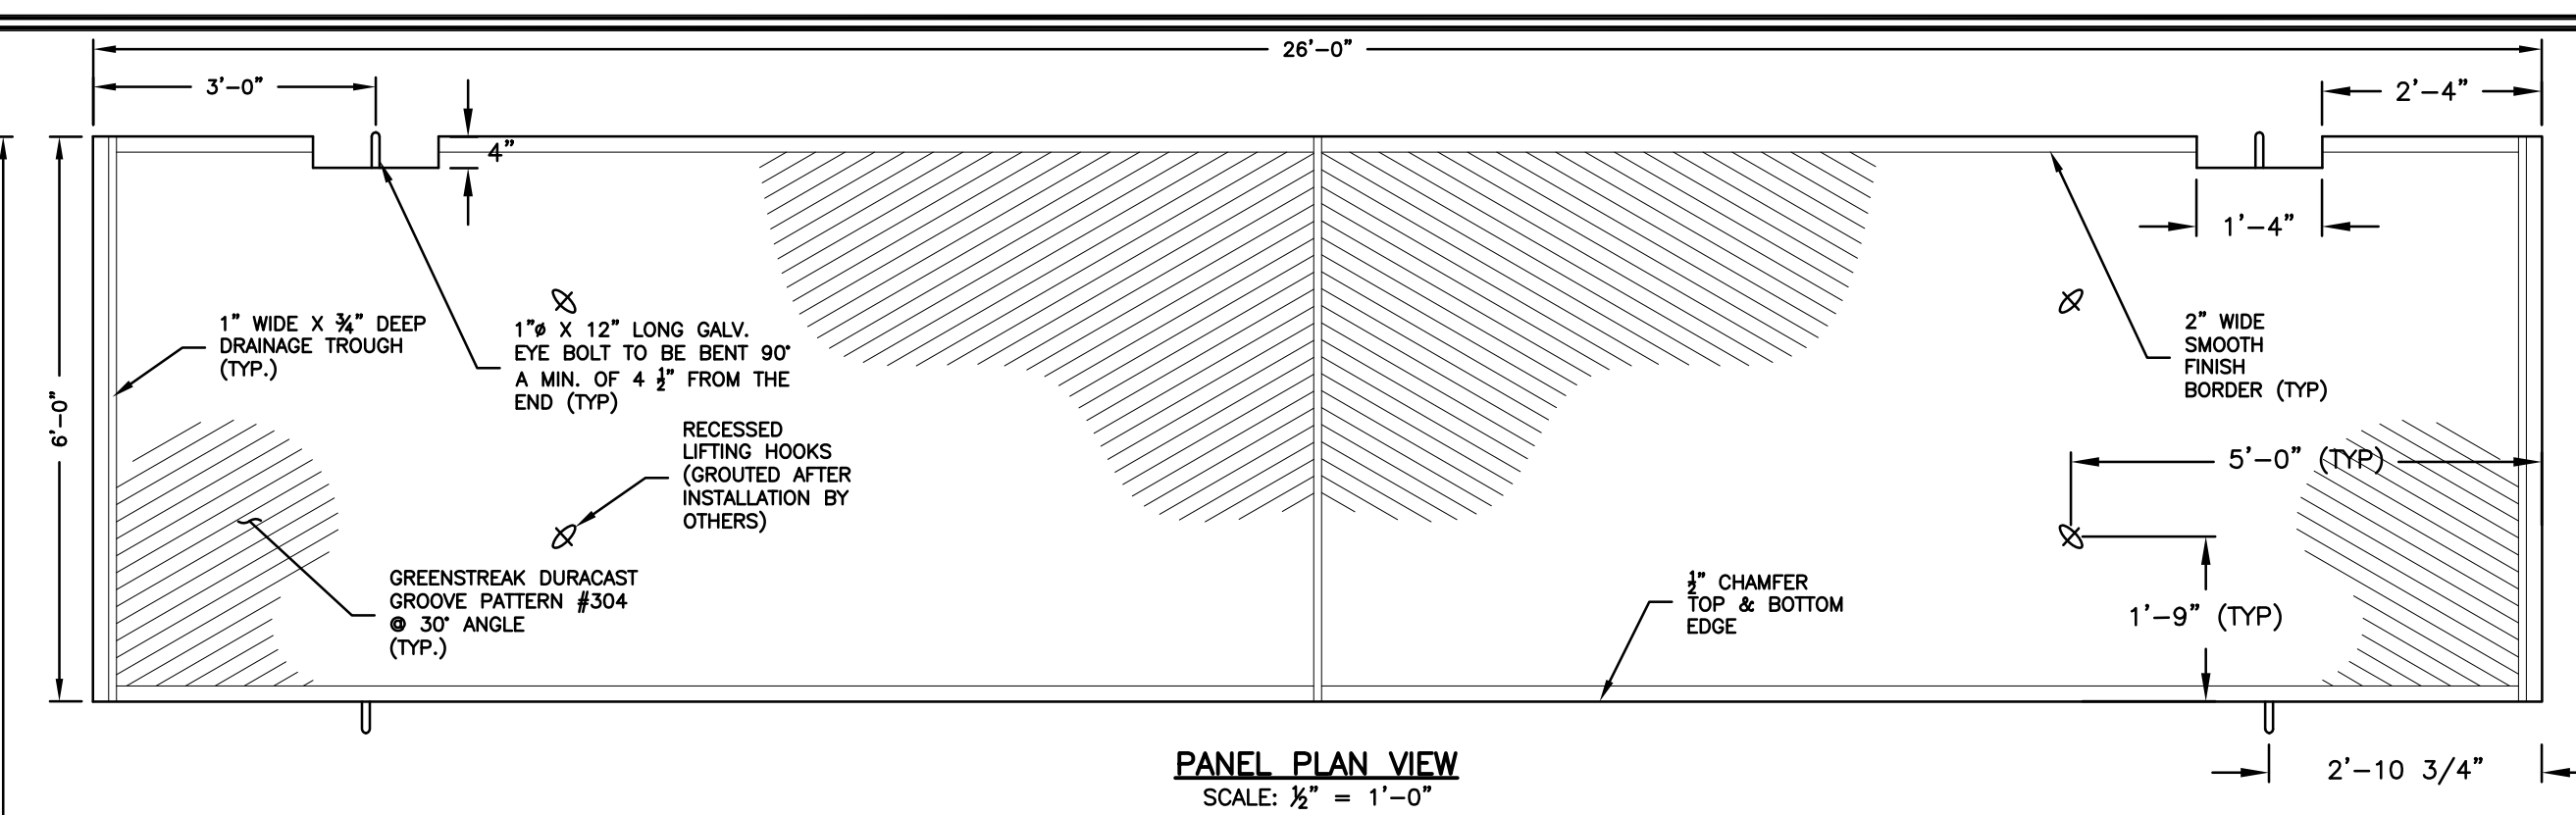 26'-0"
3'-0"
2'-4"
4"
1'-4"
1" WIDE X ¾" DEEP
DRAINAGE TROUGH
(TYP.)
1"ø X 12" LONG GALV.
EYE BOLT TO BE BENT 90°
A MIN. OF 4 ½" FROM THE
END (TYP)
2" WIDE
SMOOTH
FINISH
BORDER (TYP)
6'-0"
RECESSED
LIFTING HOOKS
(GROUTED AFTER
INSTALLATION BY
OTHERS)
5'-0" (TYP)
GREENSTREAK DURACAST
GROOVE PATTERN #304
@ 30° ANGLE
(TYP.)
½" CHAMFER
TOP & BOTTOM
EDGE
1'-9" (TYP)
PANEL PLAN VIEW
SCALE: ½" = 1'-0"
2'-10 3/4"